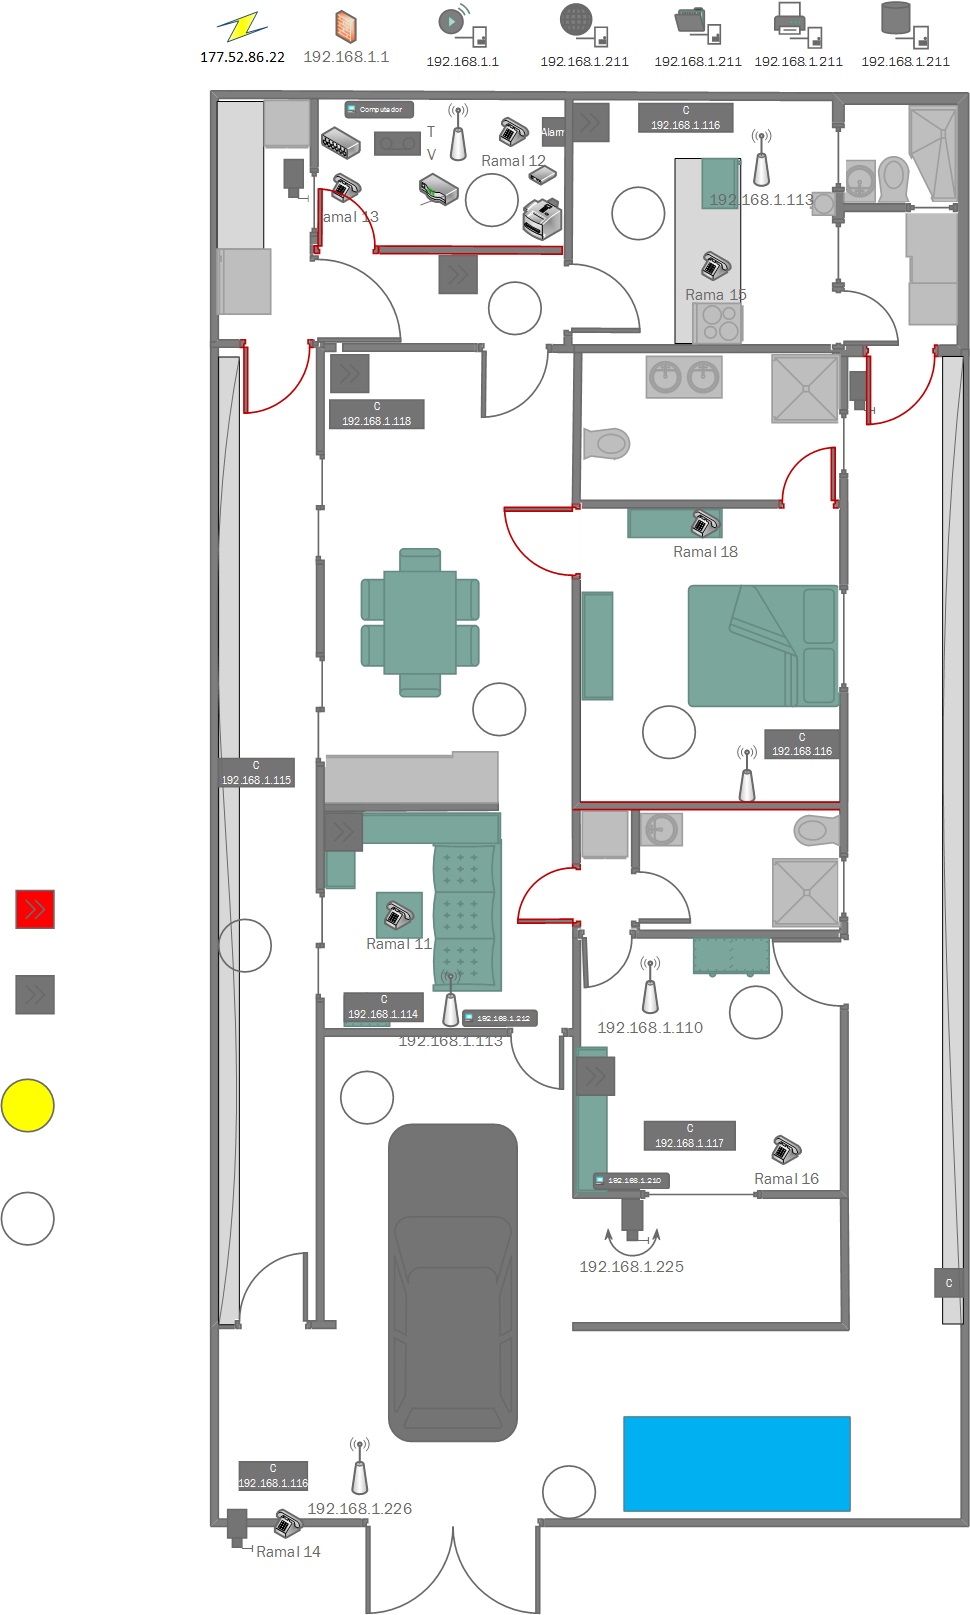 177.52.86.22
192.168.1.1
192.168.1.1
192.168.1.211
192.168.1.211
192.168.1.211
192.168.1.211
Computador
T
V
Ramal 12
Alarm
C
192.168.1.116
192.168.1.113
amal 13
Rama 15
C
192.168.1.118
Ramal 18
C
192.168.116
C
192.168.1.115
Ramal 11
C
192.168.1.114
192.168.1.212
192.168.1.113
192.168.1.110
C
192.168.1.117
Ramal 16
192.168.1.210
192.168.1.225
C
C
192.168.1.116
192.168.1.226
Ramal 14